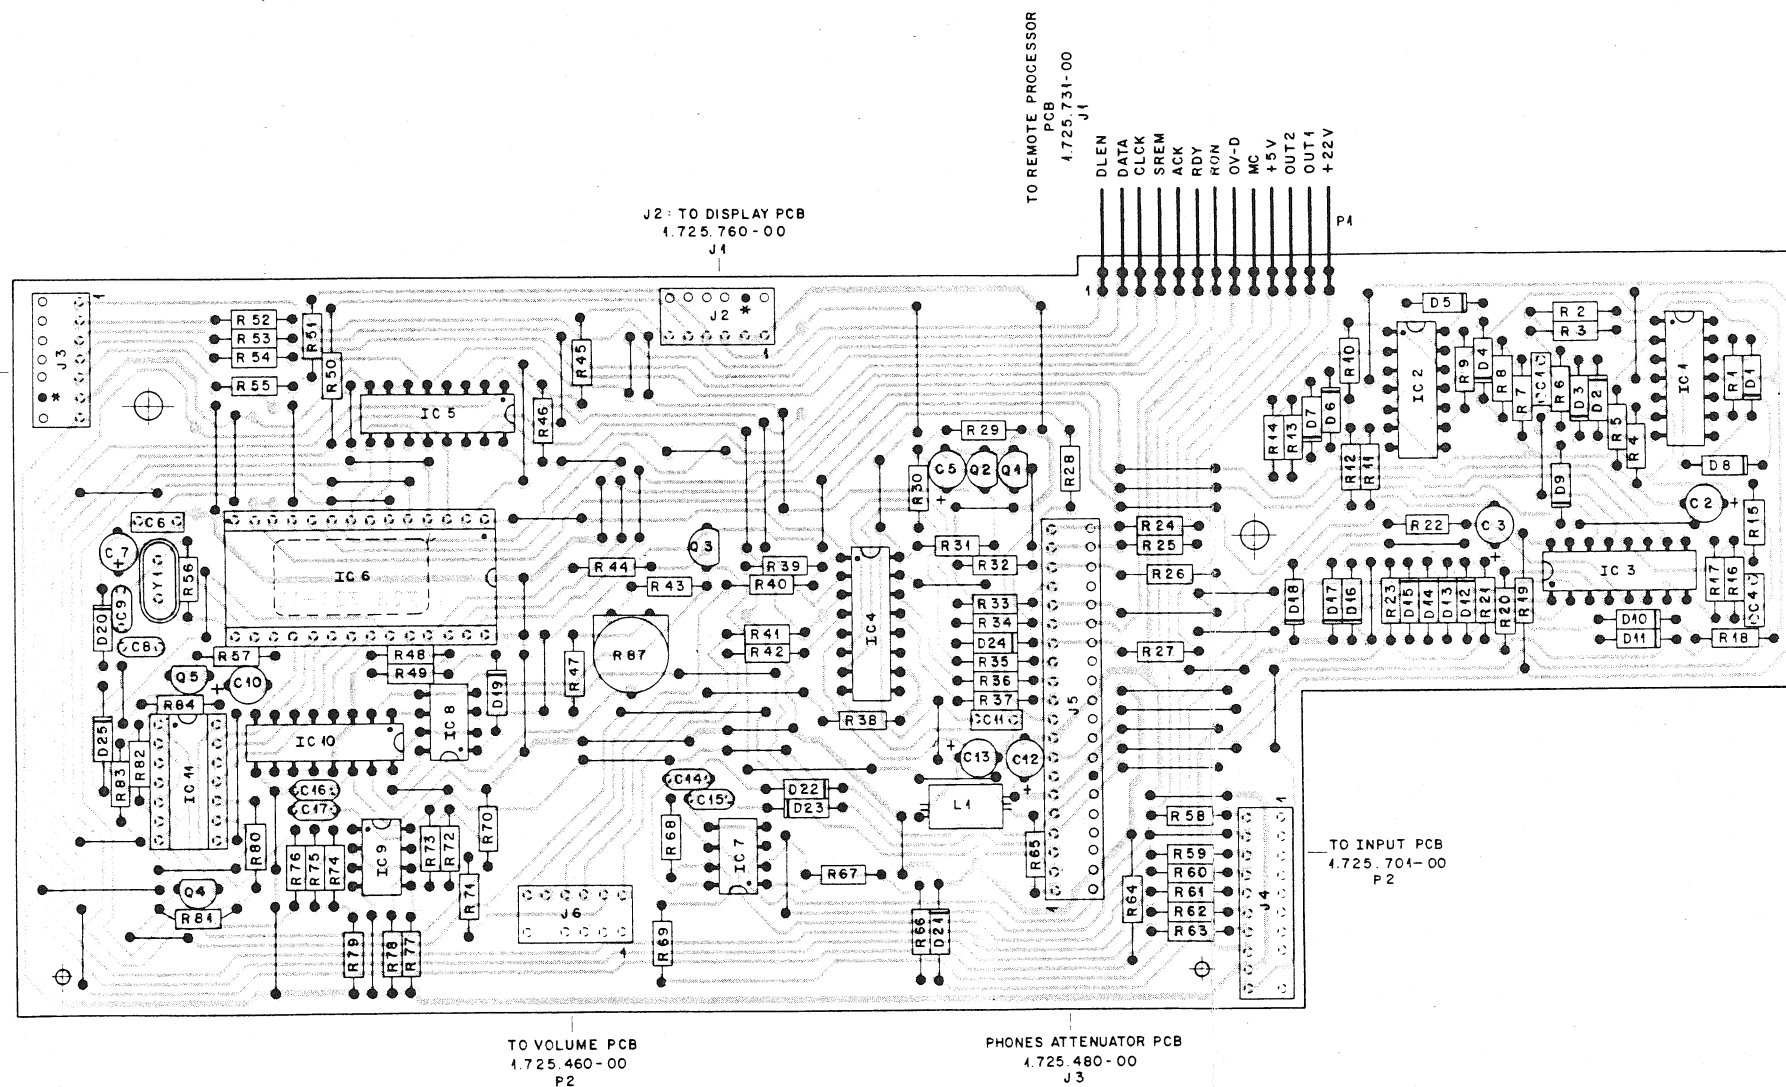 TO REMOTE PROCESSOR
PCB
1.725.731-00
J1
DLEN
DATA
CLCK
SREM
ACK
RDY
RON
0V-D
MC
+5V
OUT2
OUT1
+22V
P1
1
J2: TO DISPLAY PCB
1.725.760-00
J1
J3
1
*
R52
R53
R54
R55
R51
R50
IC5
R46
R45
J2
*
1
R29
R30
C5
+
Q2
Q1
R28
R14
R13
D7
D6
R10
R12
R11
D5
IC2
R9
D4
R8
R7
C1
R6
D3
D2
R2
R3
R5
R4
IC1
R1
D1
D8
D9
C2
+
R15
C6
C7
+
Y1
R56
C9
D20
C8
IC6
Q3
R44
R43
R39
R40
R41
R42
R87
R47
IC4
R38
R31
R32
R33
R34
D24
R35
R36
R37
C11
J5
1
R24
R25
R26
R27
R22
C3
+
D18
D17
D16
R23
D15
D14
D13
D12
R21
R20
R19
IC3
R17
R16
C4
D10
D11
R18
R57
R48
R49
D19
Q5
+
C10
R84
D25
R83
R82
IC11
IC10
IC8
C16
C17
R80
R76
R75
R74
IC9
R73
R72
R70
R71
Q4
R81
R79
R78
R77
C14
C15
R68
IC7
D22
D23
R67
+
C13
C12
+
L1
R65
R66
D21
R69
J6
1
R64
R58
R59
R60
R61
R62
R63
J4
1
TO INPUT PCB
1.725.701-00
P2
TO VOLUME PCB
1.725.460-00
P2
PHONES ATTENUATOR PCB
1.725.480-00
J3